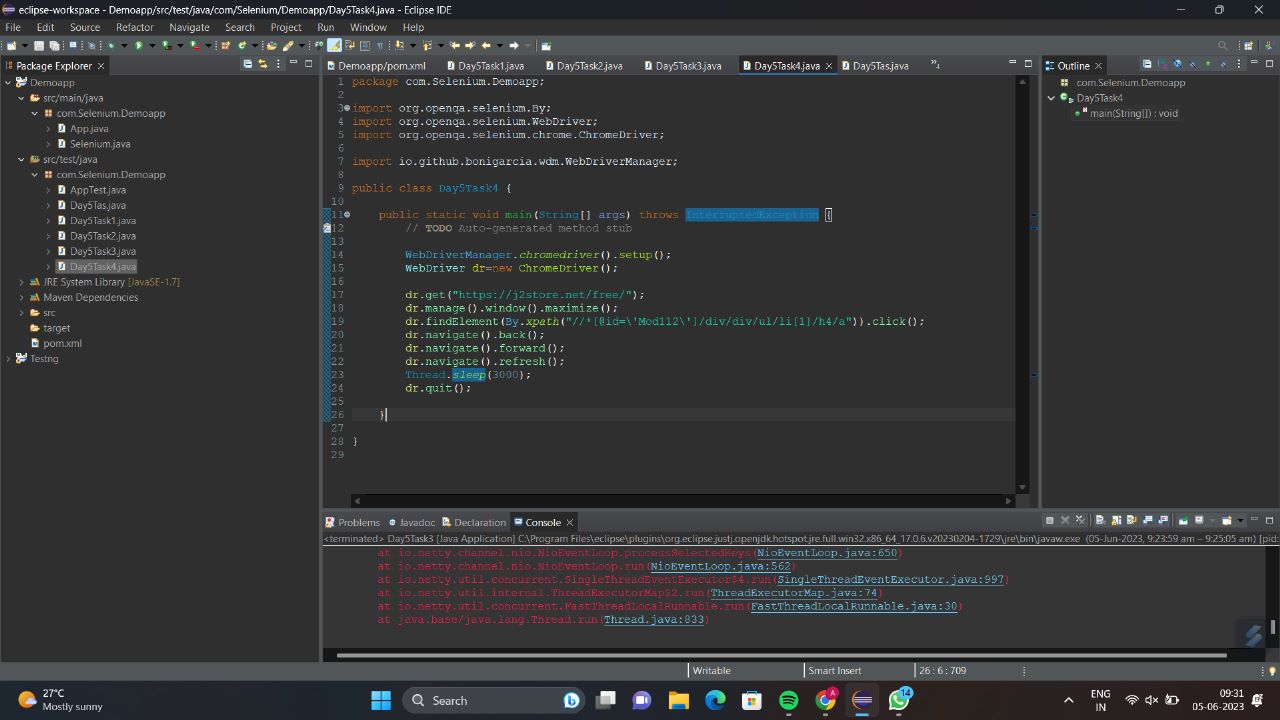 eclipse-workspace - Demoapp/src/test/java/com/Selenium/Demoapp/Day5Task4.java - Eclipse IDE
File Edit Source Refactor Navigate Search Project Run Window Help
Package Explorer
Demoapp
src/main/java
com.Selenium.Demoapp
App.java
Selenium.java
src/test/java
com.Selenium.Demoapp
AppTest.java
Day5Tas.java
Day5Task1.java
Day5Task2.java
Day5Task3.java
Day5Task4.java
JRE System Library [JavaSE-1.7]
Maven Dependencies
src
target
pom.xml
Testng
Demoapp/pom.xml Day5Task1.java Day5Task2.java Day5Task3.java Day5Task4.java Day5Tas.java
1 package com.Selenium.Demoapp;
2
3 import org.openqa.selenium.By;
4 import org.openqa.selenium.WebDriver;
5 import org.openqa.selenium.chrome.ChromeDriver;
6
7 import io.github.bonigarcia.wdm.WebDriverManager;
8
9 public class Day5Task4 {
10
11 public static void main(String[] args) throws InterruptedException {
12 // TODO Auto-generated method stub
13
14 WebDriverManager.chromedriver().setup();
15 WebDriver dr=new ChromeDriver();
16
17 dr.get("https://j2store.net/free/");
18 dr.manage().window().maximize();
19 dr.findElement(By.xpath("//*[@id=\'Mod112\']/div/div/ul/li[1]/h4/a")).click();
20 dr.navigate().back();
21 dr.navigate().forward();
22 dr.navigate().refresh();
23 Thread.sleep(3000);
24 dr.quit();
25
26 }
27
28 }
29
Outline
com.Selenium.Demoapp
Day5Task4
main(String[]) : void
Problems Javadoc Declaration Console
<terminated> Day5Task3 [Java Application] C:\Program Files\eclipse\plugins\org.eclipse.justj.openjdk.hotspot.jre.full.win32.x86_64_17.0.6.v20230204-1729\jre\bin\javaw.exe (05-Jun-2023, 9:23:59 am – 9:25:05 am) [pid:
at io.netty.channel.nio.NioEventLoop.processSelectedKeys(NioEventLoop.java:650)
at io.netty.channel.nio.NioEventLoop.run(NioEventLoop.java:562)
at io.netty.util.concurrent.SingleThreadEventExecutor$4.run(SingleThreadEventExecutor.java:997)
at io.netty.util.internal.ThreadExecutorMap$2.run(ThreadExecutorMap.java:74)
at io.netty.util.concurrent.FastThreadLocalRunnable.run(FastThreadLocalRunnable.java:30)
at java.base/java.lang.Thread.run(Thread.java:833)
Writable Smart Insert 26 : 6 : 709
27°C
Mostly sunny
Search
A
14
ENG
IN
09:31
05-06-2023